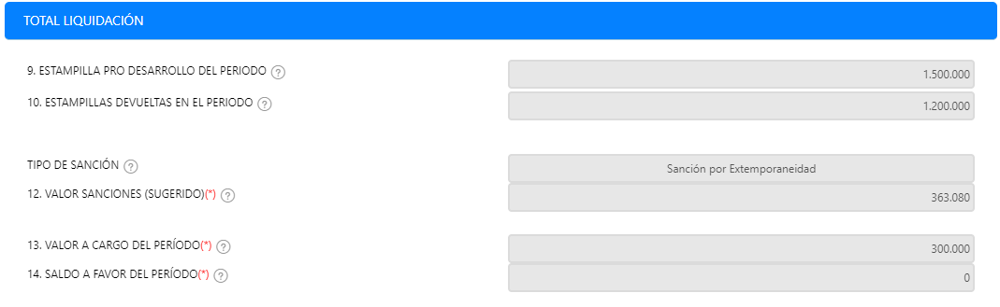 TOTAL LIQUIDACIÓN
9. ESTAMPILLA PRO DESARROLLO DEL PERIODO ? 1.500.000
10. ESTAMPILLAS DEVUELTAS EN EL PERIODO ? 1.200.000
TIPO DE SANCIÓN ? Sanción por Extemporaneidad
12. VALOR SANCIONES (SUGERIDO)(*) ? 363.080
13. VALOR A CARGO DEL PERÍODO(*) ? 300.000
14. SALDO A FAVOR DEL PERÍODO(*) ? 0